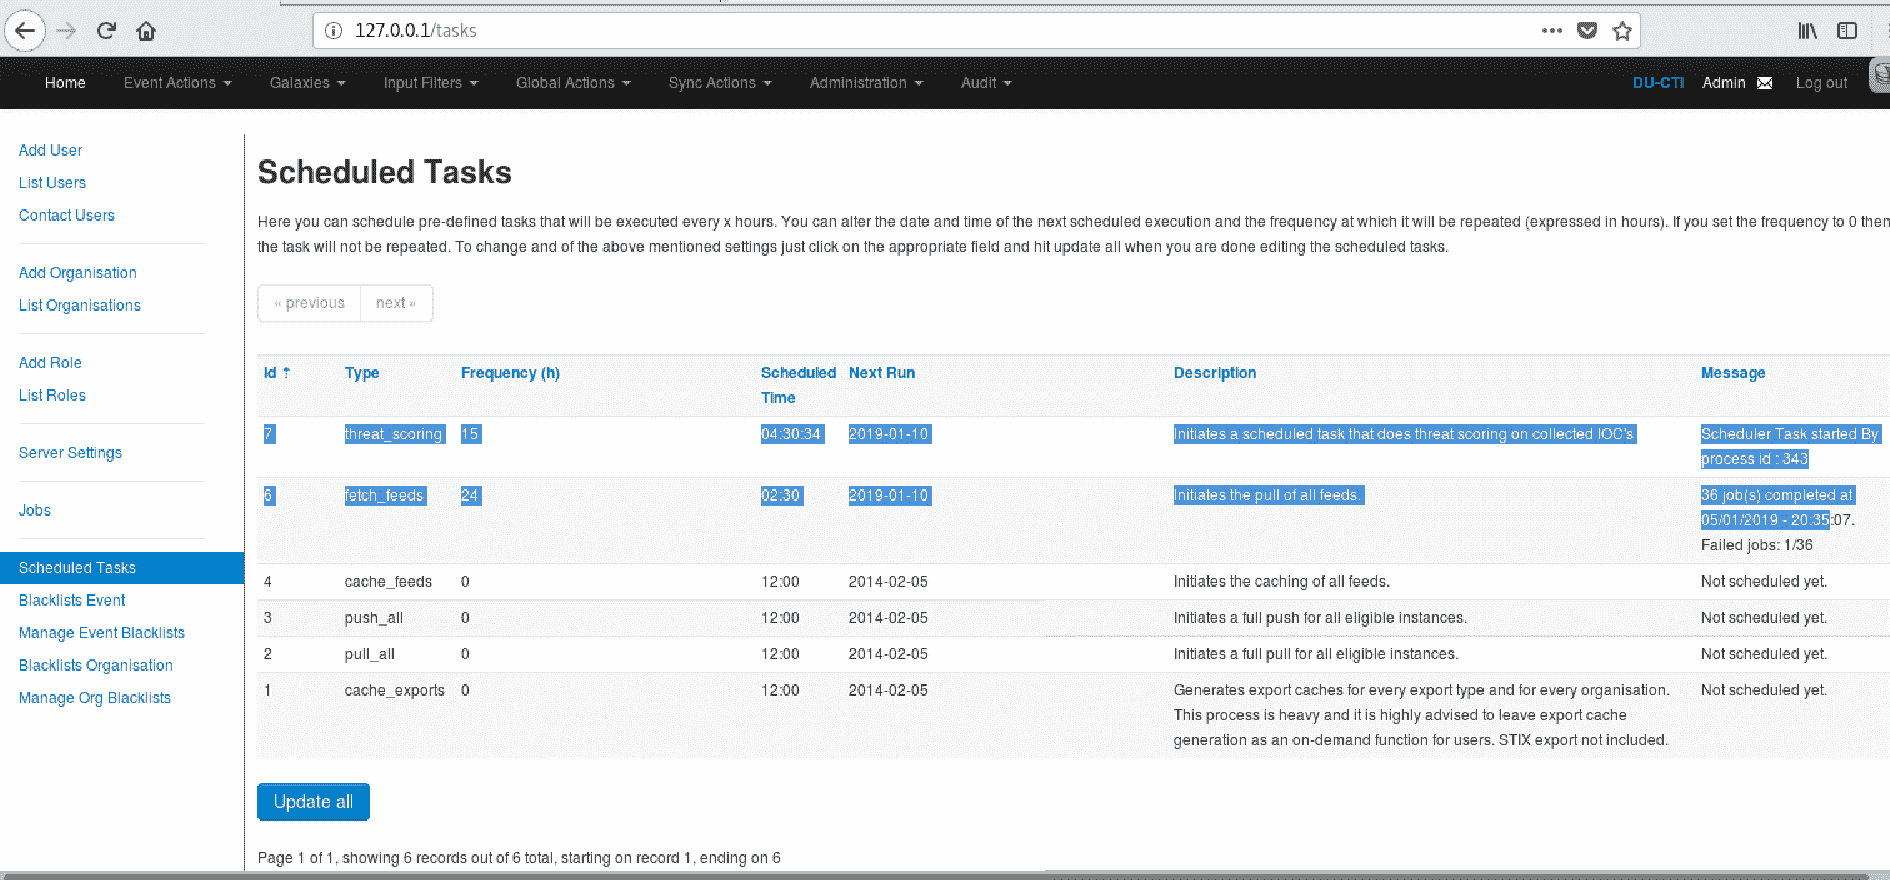 127.0.0.1/tasks
Home Event Actions Galaxies Input Filters Global Actions Sync Actions Administration Audit DU-CTI Admin Log out
Add User
List Users
Contact Users
Add Organisation
List Organisations
Add Role
List Roles
Server Settings
Jobs
Scheduled Tasks
Blacklists Event
Manage Event Blacklists
Blacklists Organisation
Manage Org Blacklists
Scheduled Tasks
Here you can schedule pre-defined tasks that will be executed every x hours. You can alter the date and time of the next scheduled execution and the frequency at which it will be repeated (expressed in hours). If you set the frequency to 0 then
the task will not be repeated. To change and of the above mentioned settings just click on the appropriate field and hit update all when you are done editing the scheduled tasks.
« previous next »
Id ↑ Type Frequency (h) Scheduled Next Run Description Message
Time
7 threat_scoring 15 04:30:34 2019-01-10 Initiates a scheduled task that does threat scoring on collected IOC's Scheduler Task started By
process id : 343
6 fetch_feeds 24 02:30 2019-01-10 Initiates the pull of all feeds. 36 job(s) completed at
05/01/2019 - 20:35:07.
Failed jobs: 1/36
4 cache_feeds 0 12:00 2014-02-05 Initiates the caching of all feeds. Not scheduled yet.
3 push_all 0 12:00 2014-02-05 Initiates a full push for all eligible instances. Not scheduled yet.
2 pull_all 0 12:00 2014-02-05 Initiates a full pull for all eligible instances. Not scheduled yet.
1 cache_exports 0 12:00 2014-02-05 Generates export caches for every export type and for every organisation. Not scheduled yet.
This process is heavy and it is highly advised to leave export cache
generation as an on-demand function for users. STIX export not included.
Update all
Page 1 of 1, showing 6 records out of 6 total, starting on record 1, ending on 6